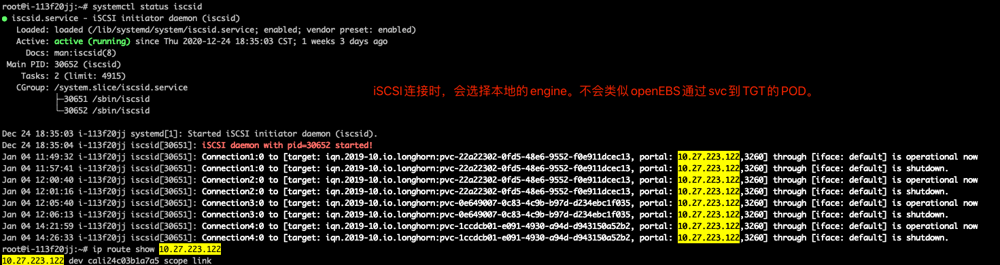 root@i-113f20jj:~# systemctl status iscsid
● iscsid.service - iSCSI initiator daemon (iscsid)
Loaded: loaded (/lib/systemd/system/iscsid.service; enabled; vendor preset: enabled)
Active: active (running) since Thu 2020-12-24 18:35:03 CST; 1 weeks 3 days ago
Docs: man:iscsid(8)
Main PID: 30652 (iscsid)
Tasks: 2 (limit: 4915)
CGroup: /system.slice/iscsid.service
├─30651 /sbin/iscsid
└─30652 /sbin/iscsid
iSCSI连接时，会选择本地的engine。不会类似openEBS通过svc到TGT的POD。
Dec 24 18:35:03 i-113f20jj systemd[1]: Started iSCSI initiator daemon (iscsid).
Dec 24 18:35:04 i-113f20jj iscsid[30651]: iSCSI daemon with pid=30652 started!
Jan 04 11:49:32 i-113f20jj iscsid[30651]: Connection1:0 to [target: iqn.2019-10.io.longhorn:pvc-22a22302-0fd5-48e6-9552-f0e911dcec13, portal: 10.27.223.122,3260] through [iface: default] is operational now
Jan 04 11:57:41 i-113f20jj iscsid[30651]: Connection1:0 to [target: iqn.2019-10.io.longhorn:pvc-22a22302-0fd5-48e6-9552-f0e911dcec13, portal: 10.27.223.122,3260] through [iface: default] is shutdown.
Jan 04 12:00:40 i-113f20jj iscsid[30651]: Connection2:0 to [target: iqn.2019-10.io.longhorn:pvc-22a22302-0fd5-48e6-9552-f0e911dcec13, portal: 10.27.223.122,3260] through [iface: default] is operational now
Jan 04 12:01:16 i-113f20jj iscsid[30651]: Connection2:0 to [target: iqn.2019-10.io.longhorn:pvc-22a22302-0fd5-48e6-9552-f0e911dcec13, portal: 10.27.223.122,3260] through [iface: default] is shutdown.
Jan 04 12:05:40 i-113f20jj iscsid[30651]: Connection3:0 to [target: iqn.2019-10.io.longhorn:pvc-0e649007-0c83-4c9b-b97d-d234ebc1f035, portal: 10.27.223.122,3260] through [iface: default] is operational now
Jan 04 12:06:13 i-113f20jj iscsid[30651]: Connection3:0 to [target: iqn.2019-10.io.longhorn:pvc-0e649007-0c83-4c9b-b97d-d234ebc1f035, portal: 10.27.223.122,3260] through [iface: default] is shutdown.
Jan 04 14:21:59 i-113f20jj iscsid[30651]: Connection4:0 to [target: iqn.2019-10.io.longhorn:pvc-1ccdcb01-e091-4930-a94d-d943150a52b2, portal: 10.27.223.122,3260] through [iface: default] is operational now
Jan 04 14:26:33 i-113f20jj iscsid[30651]: Connection4:0 to [target: iqn.2019-10.io.longhorn:pvc-1ccdcb01-e091-4930-a94d-d943150a52b2, portal: 10.27.223.122,3260] through [iface: default] is shutdown.
root@i-113f20jj:~# ip route show 10.27.223.122
10.27.223.122 dev cali24c03b1a7a5 scope link